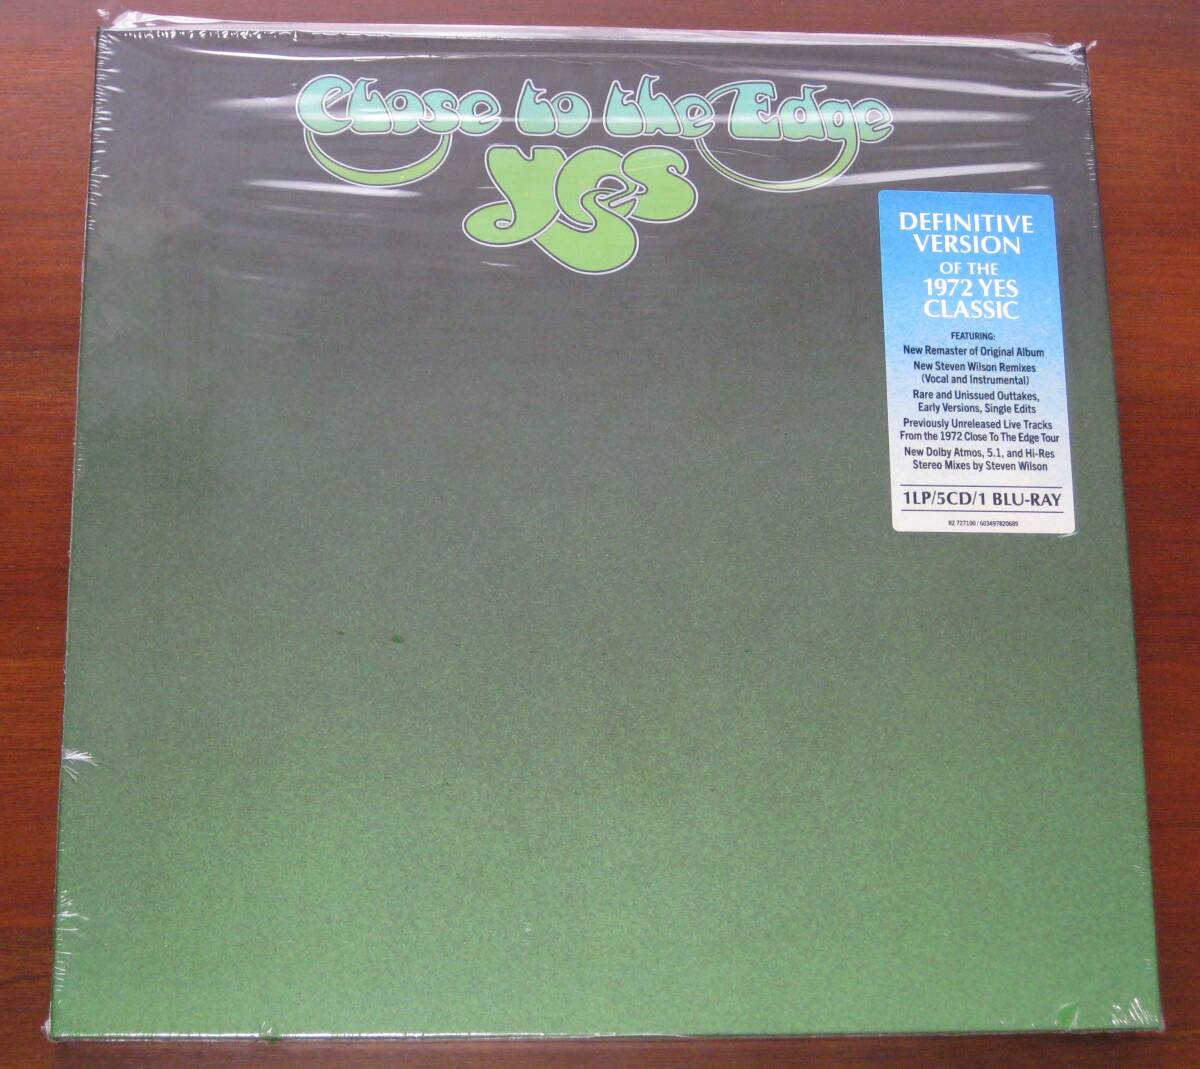 Close to the Edge
yes
DEFINITIVE
VERSION
OF THE
1972 YES
CLASSIC
FEATURING:
New Remaster of Original Album
New Steven Wilson Remixes
(Vocal and Instrumental)
Rare and Unissued Outtakes,
Early Versions, Single Edits
Previously Unreleased Live Tracks
From the 1972 Close To The Edge Tour
New Dolby Atmos, 5.1, and Hi-Res
Stereo Mixes by Steven Wilson
1LP/5CD/1 BLU-RAY
R2 727100 / 603497820689